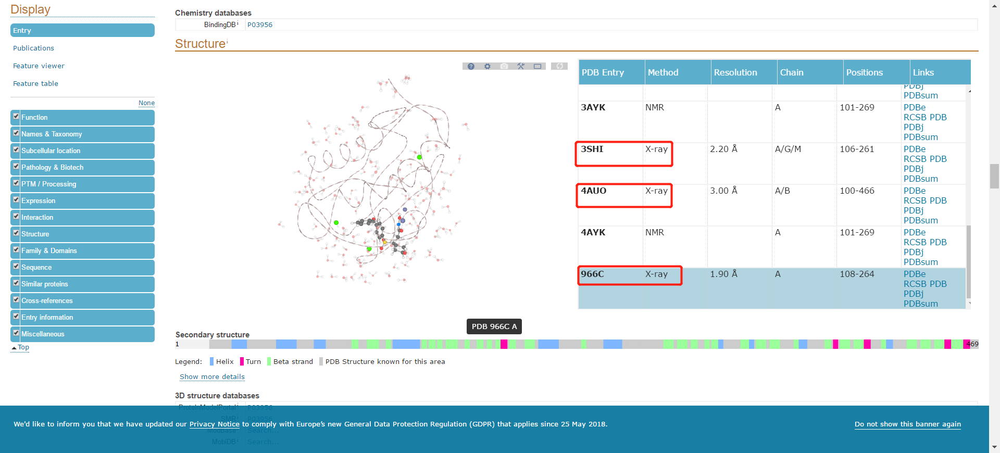 Display
Entry
Publications
Feature viewer
Feature table
None
Function
Names & Taxonomy
Subcellular location
Pathology & Biotech
PTM / Processing
Expression
Interaction
Structure
Family & Domains
Sequence
Similar proteins
Cross-references
Entry information
Miscellaneous
Top
Chemistry databases
BindingDB i P03956
Structure i
PDB Entry Method Resolution Chain Positions Links
PDBj
PDBsum
3AYK NMR A 101-269 PDBe
RCSB PDB
PDBj
PDBsum
3SHI X-ray 2.20 Å A/G/M 106-261 PDBe
RCSB PDB
PDBj
PDBsum
4AUO X-ray 3.00 Å A/B 100-466 PDBe
RCSB PDB
PDBj
PDBsum
4AYK NMR A 101-269 PDBe
RCSB PDB
PDBj
PDBsum
966C X-ray 1.90 Å A 108-264 PDBe
RCSB PDB
PDBj
PDBsum
PDB 966C A
Secondary structure
1 469
Legend: Helix Turn Beta strand PDB Structure known for this area
Show more details
3D structure databases
ProteinModelPortal i P03956
SMR i P03956
ModBase i Search...
MobiDB i Search...
We'd like to inform you that we have updated our Privacy Notice to comply with Europe's new General Data Protection Regulation (GDPR) that applies since 25 May 2018.
Do not show this banner again